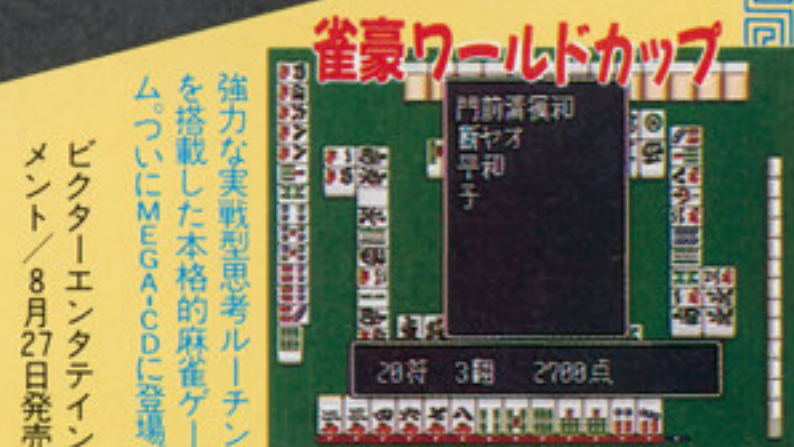 雀豪ワールドカップ
強力な実戦型思考ルーチン
を搭載した本格的麻雀ゲー
ム。ついにMEGA-CDに登場
ビクターエンタテイン
メント/8月27日発売
門前清模和
断ヤオ
平和
子
20符 3翻 2700点